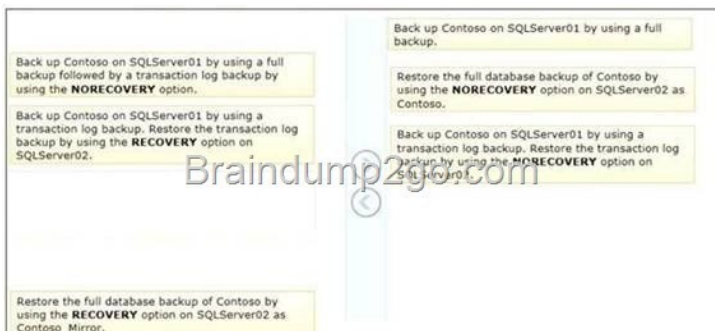 Back up Contoso on SQLServer01 by using a full
backup followed by a transaction log backup by
using the NORECOVERY option.
Back up Contoso on SQLServer01 by using a
transaction log backup. Restore the transaction log
backup by using the RECOVERY option on
SQLServer02.
Restore the full database backup of Contoso by
using the RECOVERY option on SQLServer02 as
Contoso_Mirror.
Back up Contoso on SQLServer01 by using a full
backup.
Restore the full database backup of Contoso by
using the NORECOVERY option on SQLServer02 as
Contoso.
Back up Contoso on SQLServer01 by using a
transaction log backup. Restore the transaction log
backup by using the NORECOVERY option on
Braindump2go.com